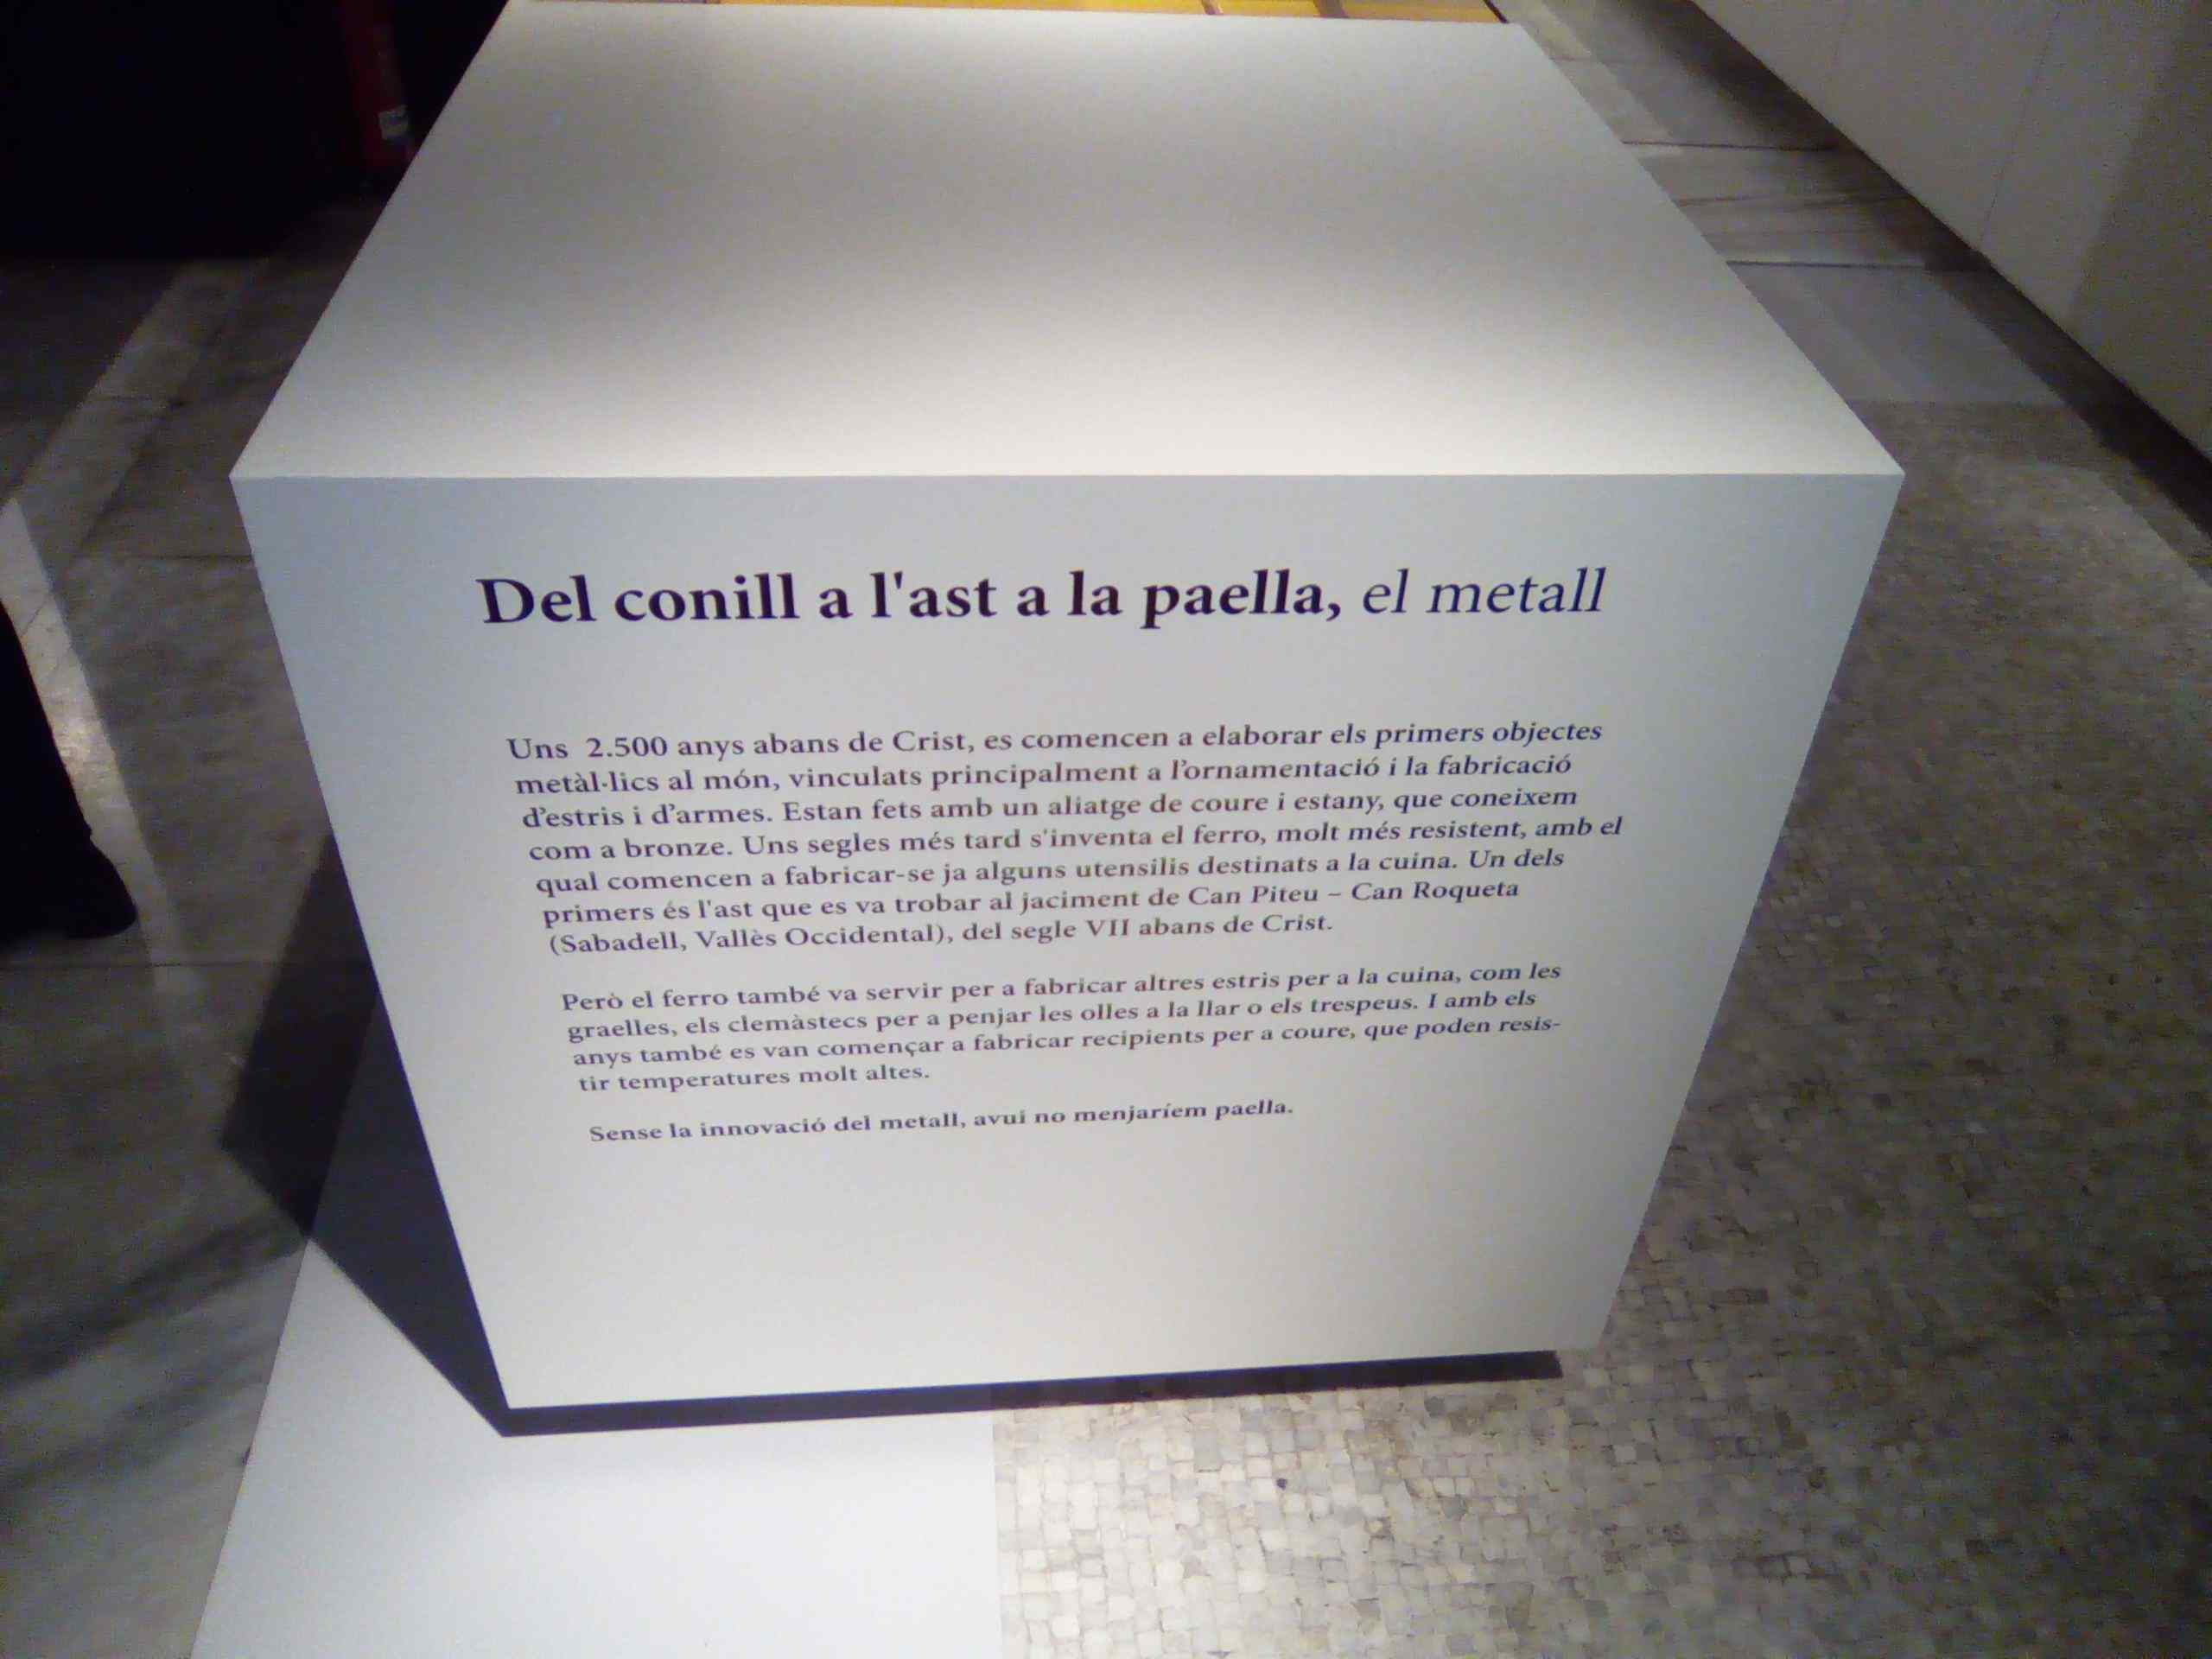 Del conill a l'ast a la paella, el metall
Uns 2.500 anys abans de Crist, es comencen a elaborar els primers objectes
metàl·lics al món, vinculats principalment a l’ornamentació i la fabricació
d’estris i d’armes. Estan fets amb un aliatge de coure i estany, que coneixem
com a bronze. Uns segles més tard s'inventa el ferro, molt més resistent, amb el
qual comencen a fabricar-se ja alguns utensilis destinats a la cuina. Un dels
primers és l'ast que es va trobar al jaciment de Can Piteu – Can Roqueta
(Sabadell, Vallès Occidental), del segle VII abans de Crist.
Però el ferro també va servir per a fabricar altres estris per a la cuina, com les
graelles, els clemàstecs per a penjar les olles a la llar o els trespeus. I amb els
anys també es van començar a fabricar recipients per a coure, que poden resis-
tir temperatures molt altes.
Sense la innovació del metall, avui no menjaríem paella.